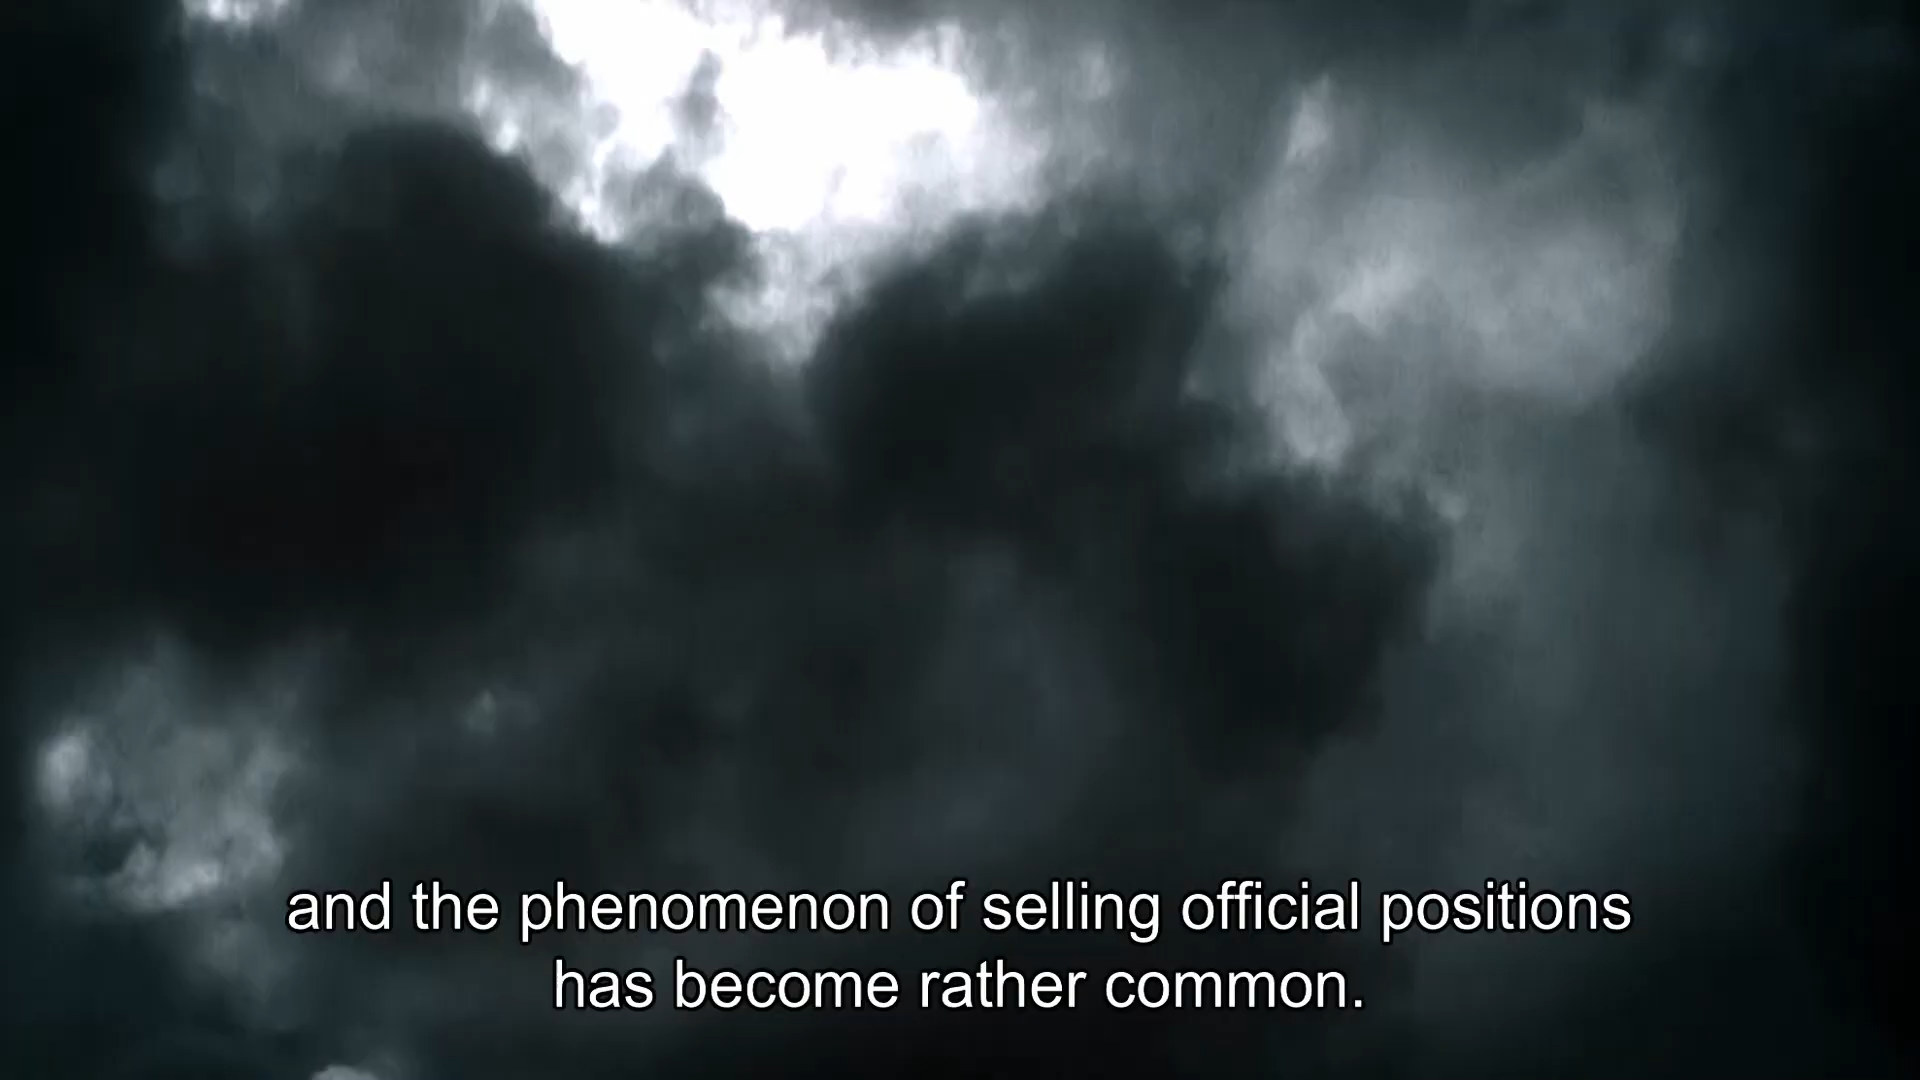 and the phenomenon of selling official positions
has become rather common.